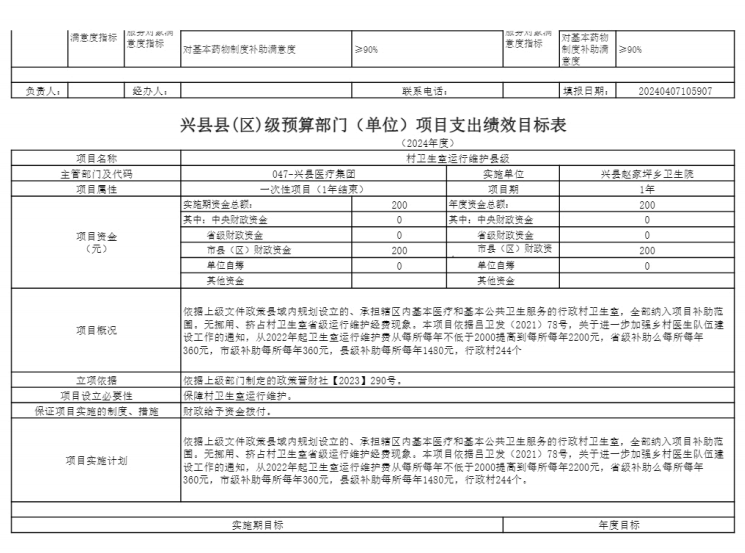 满意度指标 服务对象满意度指标 对基本药物制度补助满意度 ≥90% 服务对象满意度指标 对基本药物制度补助满意度 ≥90%
负责人： 经办人： 联系电话： 填报日期： 20240407105907
兴县县(区)级预算部门（单位）项目支出绩效目标表
（2024年度）
项目名称 村卫生室运行维护县级
主管部门及代码 047-兴县医疗集团 实施单位 兴县赵家坪乡卫生院
项目属性 一次性项目（1年结束） 项目期 1年
项目资金（元） 实施期资金总额： 200 年度资金总额： 200
其中：中央财政资金 0 其中：中央财政资金 0
省级财政资金 0 省级财政资金 0
市县（区）财政资金 200 市县（区）财政资 200
单位自筹 0 单位自筹 0
其他资金 其他资金
项目概况
依据上级文件政策县域内规划设立的、承担辖区内基本医疗和基本公共卫生服务的行政村卫生室，全部纳入项目补助范
围。无挪用、挤占村卫生室省级运行维护经费现象。本项目依据吕卫发（2021）78号，关于进一步加强乡村医生队伍建
设工作的通知，从2022年起卫生室运行维护费从每所每年不低于2000提高到每所每年2200元，省级补助么每所每年
360元，市级补助每所每年360元，县级补助每所每年1480元，行政村244个
立项依据 依据上级部门制定的政策晋财社【2023】290号。
项目设立必要性 保障村卫生室运行维护。
保证项目实施的制度、措施 财政给予资金拨付。
项目实施计划
依据上级文件政策县域内规划设立的、承担辖区内基本医疗和基本公共卫生服务的行政村卫生室，全部纳入项目补助范
围。无挪用、挤占村卫生室省级运行维护经费现象。本项目依据吕卫发（2021）78号，关于进一步加强乡村医生队伍建
设工作的通知，从2022年起卫生室运行维护费从每所每年不低于2000提高到每所每年2200元，省级补助么每所每年
360元，市级补助每所每年360元，县级补助每所每年1480元，行政村244个。
实施期目标 年度目标